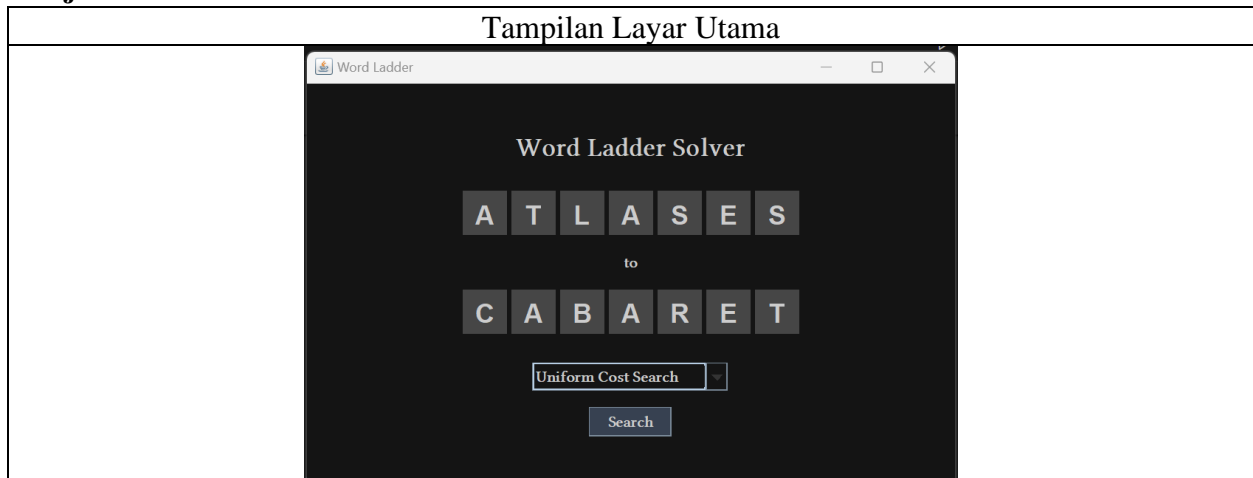 Tampilan Layar Utama
Word Ladder
Word Ladder Solver
A T L A S E S
to
C A B A R E T
Uniform Cost Search
Search